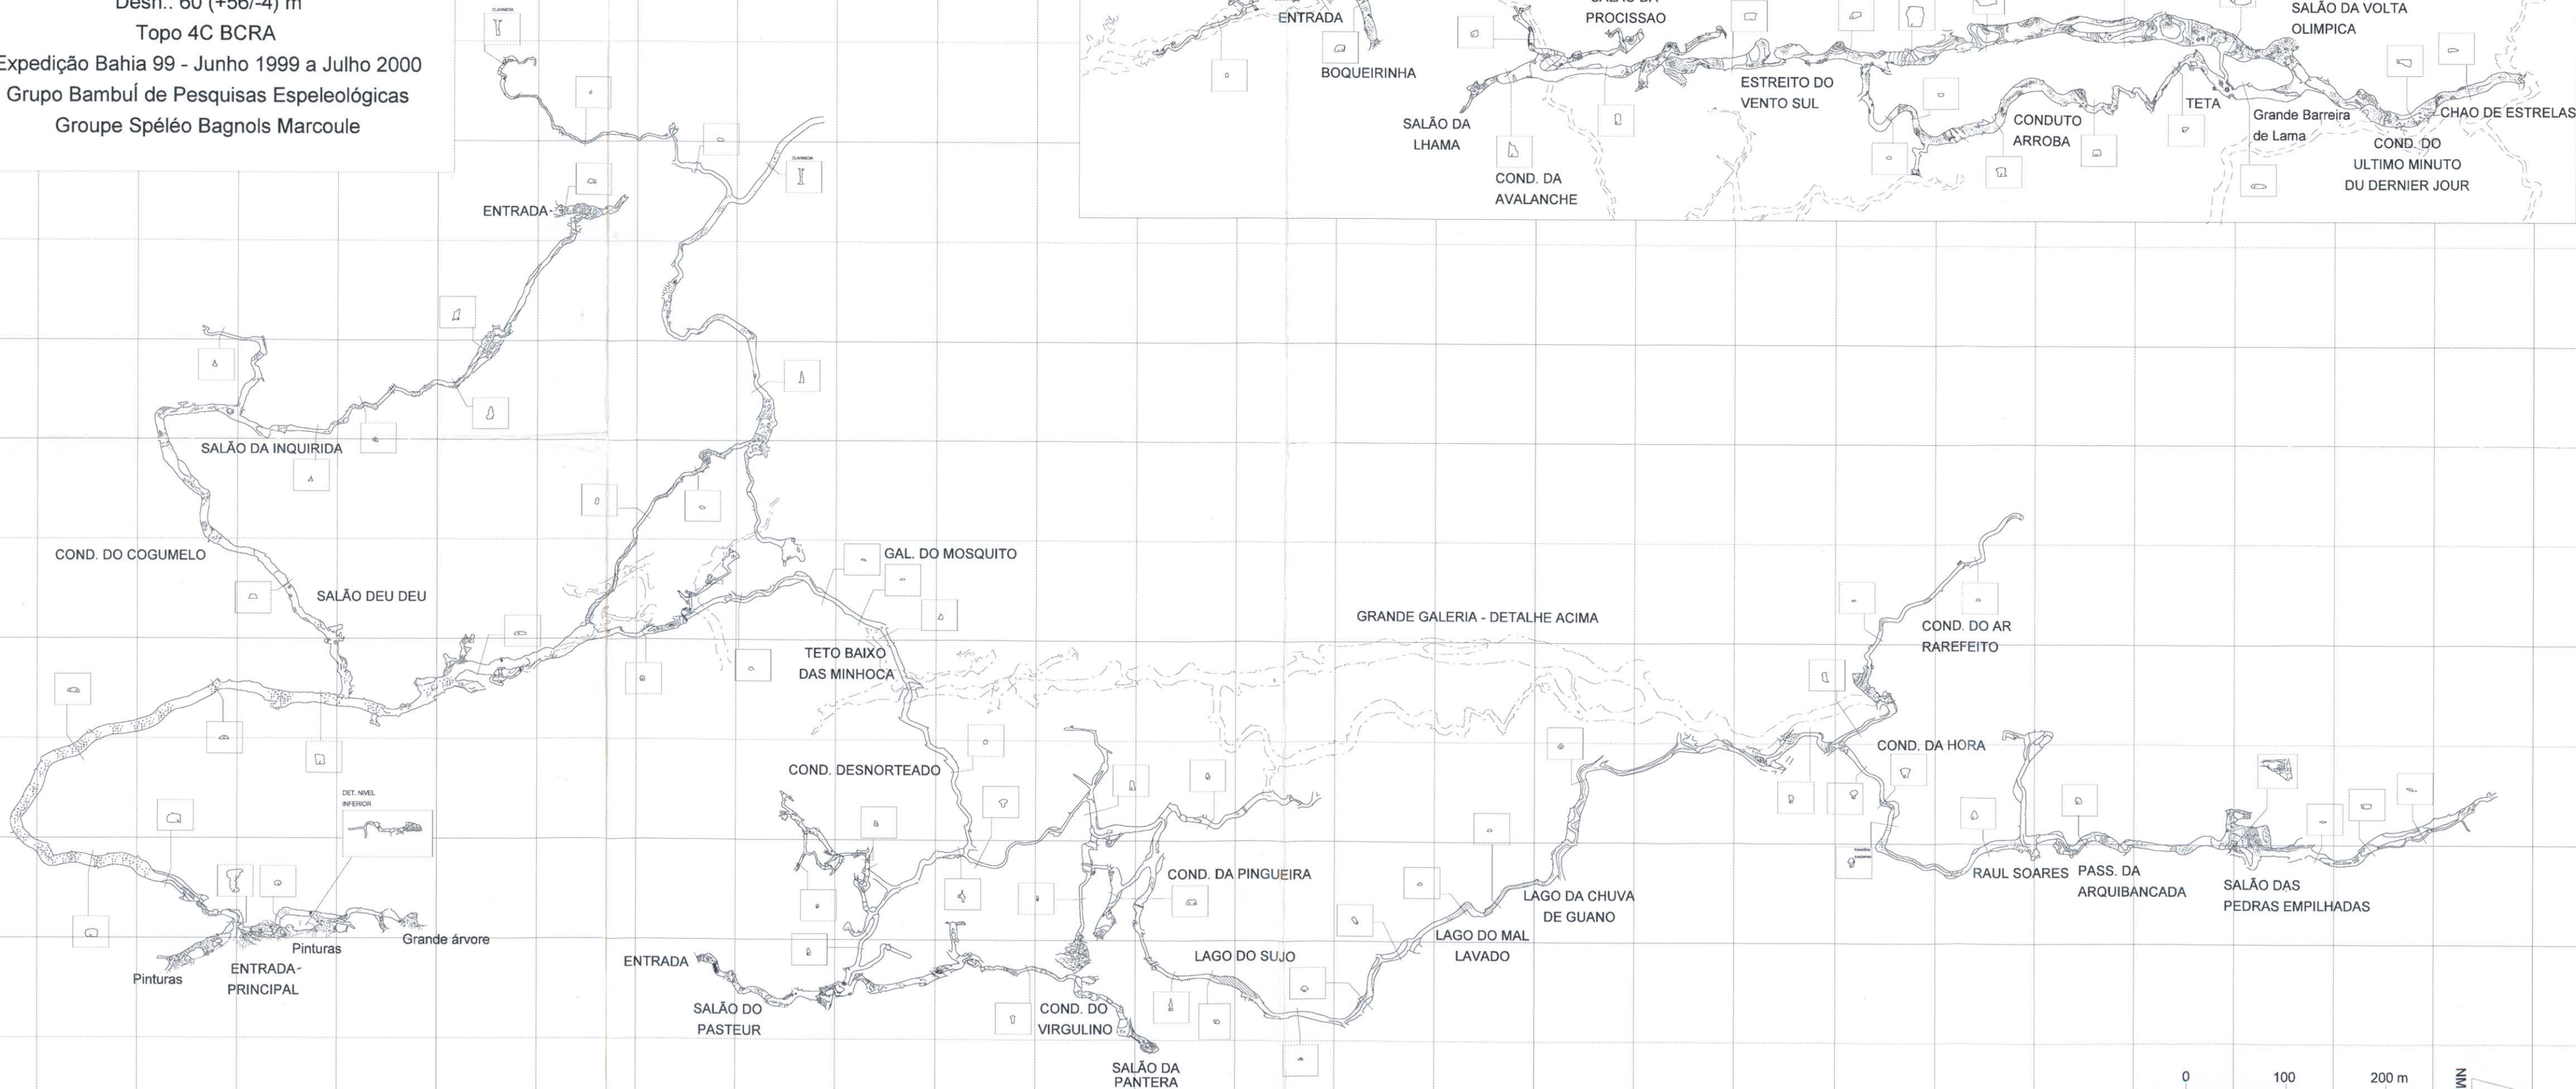 Desn.: 60 (+56/-4) m
Topo 4C BCRA
Expedição Bahia 99 - Junho 1999 a Julho 2000
Grupo BambuÍ de Pesquisas Espeleológicas
Groupe Spéléo Bagnols Marcoule
CLARABOIA
CLARABOIA
ENTRADA
BOQUEIRINHA
SALÃO DA
PROCISSAO
SALÃO DA VOLTA
OLIMPICA
ESTREITO DO
VENTO SUL
SALÃO DA
LHAMA
COND. DA
AVALANCHE
CONDUTO
ARROBA
TETA
Grande Barreira
de Lama
CHAO DE ESTRELAS
COND. DO
ULTIMO MINUTO
DU DERNIER JOUR
ENTRADA-
SALÃO DA INQUIRIDA
COND. DO COGUMELO
SALÃO DEU DEU
GAL. DO MOSQUITO
TETO BAIXO
DAS MINHOCA
GRANDE GALERIA - DETALHE ACIMA
COND. DO AR
RAREFEITO
COND. DESNORTEADO
COND. DA HORA
DET. NIVEL
INFERIOR
COND. DA PINGUEIRA
LAGO DA CHUVA
DE GUANO
RAUL SOARES
PASS. DA
ARQUIBANCADA
SALÃO DAS
PEDRAS EMPILHADAS
Grande árvore
Pinturas
Pinturas
ENTRADA-
PRINCIPAL
ENTRADA
LAGO DO MAL
LAVADO
LAGO DO SUJO
SALÃO DO
PASTEUR
COND. DO
VIRGULINO
SALÃO DA
PANTERA
0 100 200 m
NM